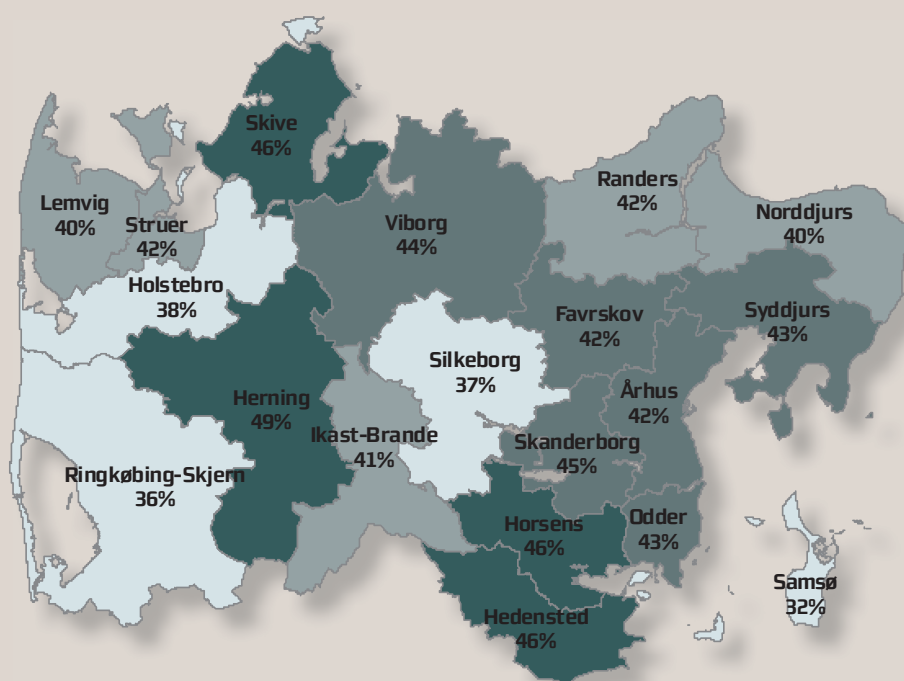 Skive
46%
Lemvig
40%
Struer
42%
Viborg
44%
Randers
42%
Norddjurs
40%
Holstebro
38%
Favrskov
42%
Syddjurs
43%
Silkeborg
37%
Herning
49%
Århus
42%
Ikast-Brande
41%
Skanderborg
45%
Ringkøbing-Skjern
36%
Horsens
46%
Odder
43%
Samsø
32%
Hedensted
46%